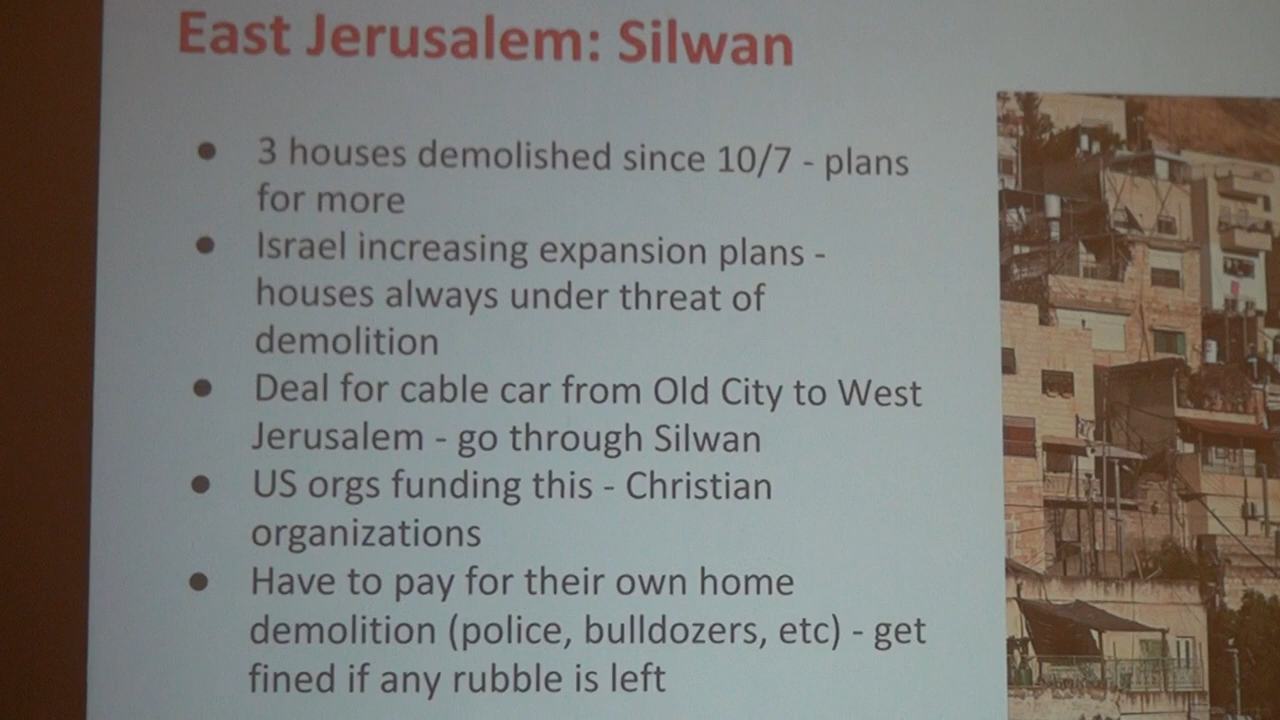 East Jerusalem: Silwan
● 3 houses demolished since 10/7 - plans
for more
● Israel increasing expansion plans -
houses always under threat of
demolition
● Deal for cable car from Old City to West
Jerusalem - go through Silwan
● US orgs funding this - Christian
organizations
● Have to pay for their own home
demolition (police, bulldozers, etc) - get
fined if any rubble is left